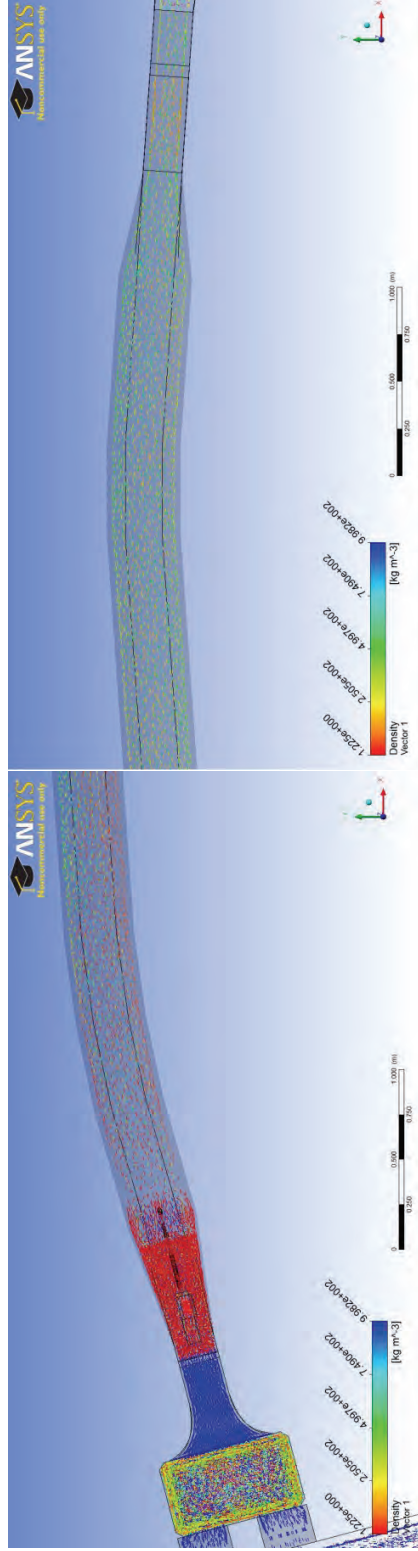 ANSYS
Noncommercial use only
9.982e+002
7.490e+002
4.997e+002
2.505e+002
1.225e+000
[kg m^-3]
Density
Vector 1
0.250
0.500
0.750
1.000 (m)
Y
X
ANSYS
Noncommercial use only
9.982e+002
7.490e+002
4.997e+002
2.505e+002
1.225e+000
[kg m^-3]
Density
Vector 1
0
0.250
0.500
0.750
1.000 (m)
X